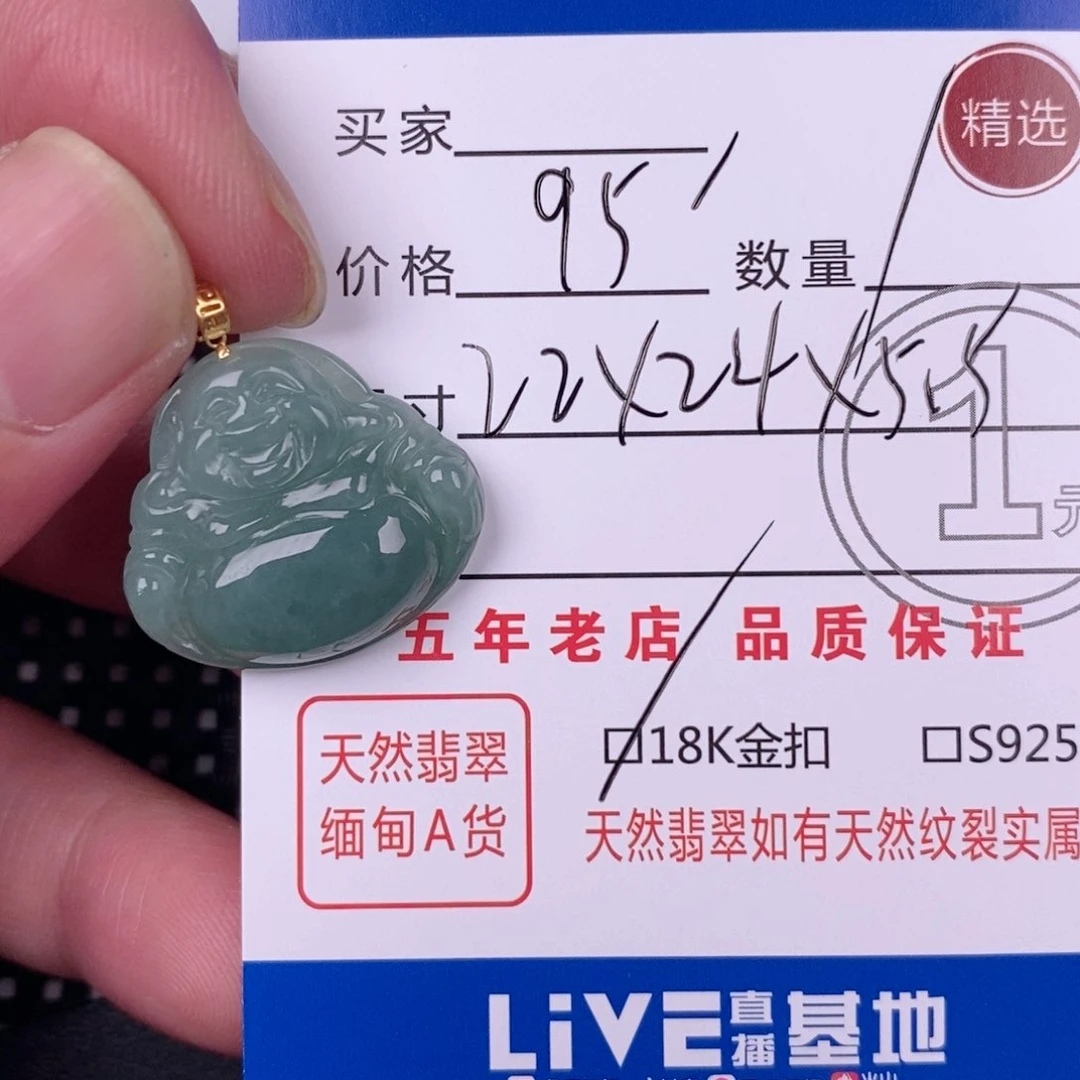 精选
买家
价格 95 数量
寸 22X24X5.5
1元
五年老店 品质保证
天然翡翠
缅甸A货
□18K金扣 □S925
天然翡翠如有天然纹裂实属
LiVE直播基地